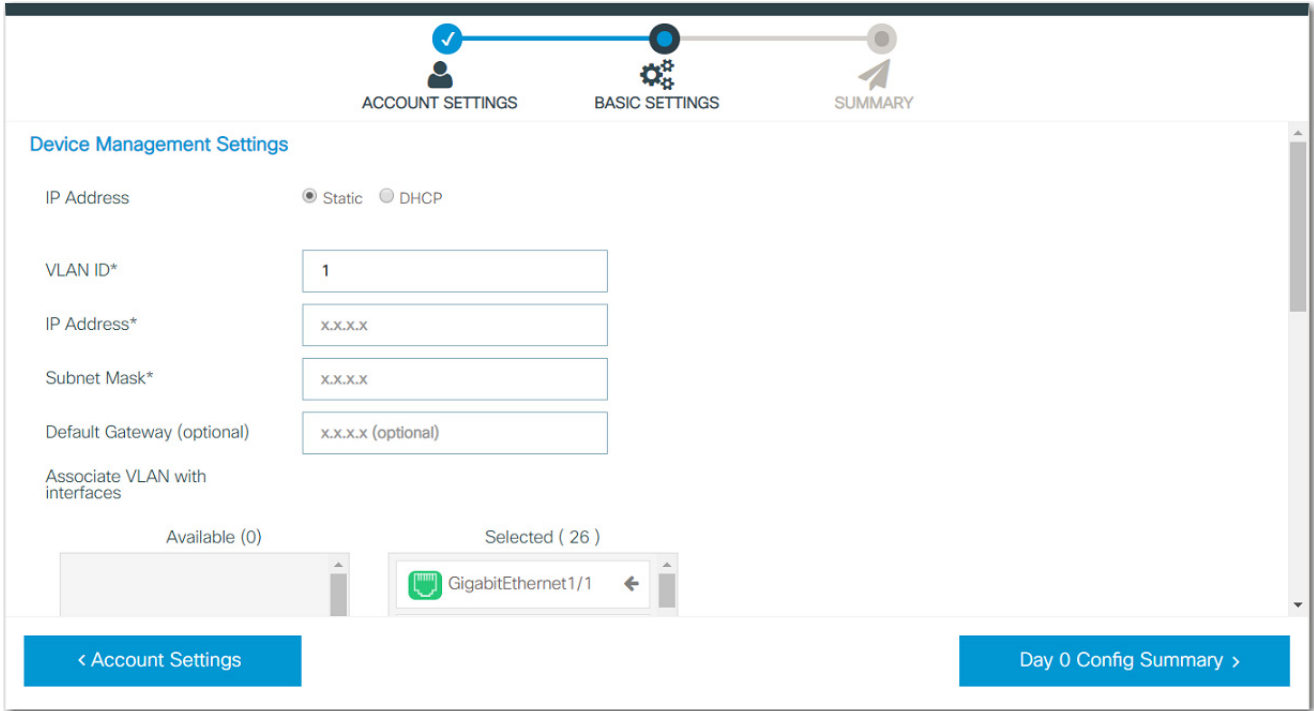 ACCOUNT SETTINGS
BASIC SETTINGS
SUMMARY
Device Management Settings
IP Address
Static
DHCP
VLAN ID*
1
IP Address*
x.x.x.x
Subnet Mask*
x.x.x.x
Default Gateway (optional)
x.x.x.x (optional)
Associate VLAN with
interfaces
Available (0)
Selected ( 26 )
GigabitEthernet1/1
‹ Account Settings
Day 0 Config Summary ›